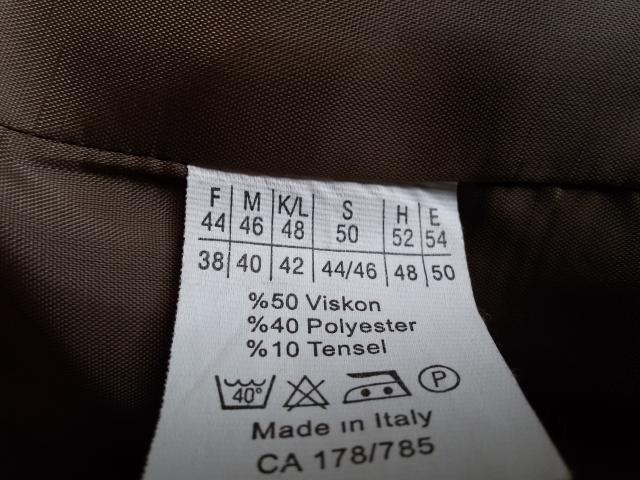 F M K/L S H E
44 46 48 50 52 54
38 40 42 44/46 48 50
%50 Viskon
%40 Polyester
%10 Tensel
40° P
Made in Italy
CA 178/785